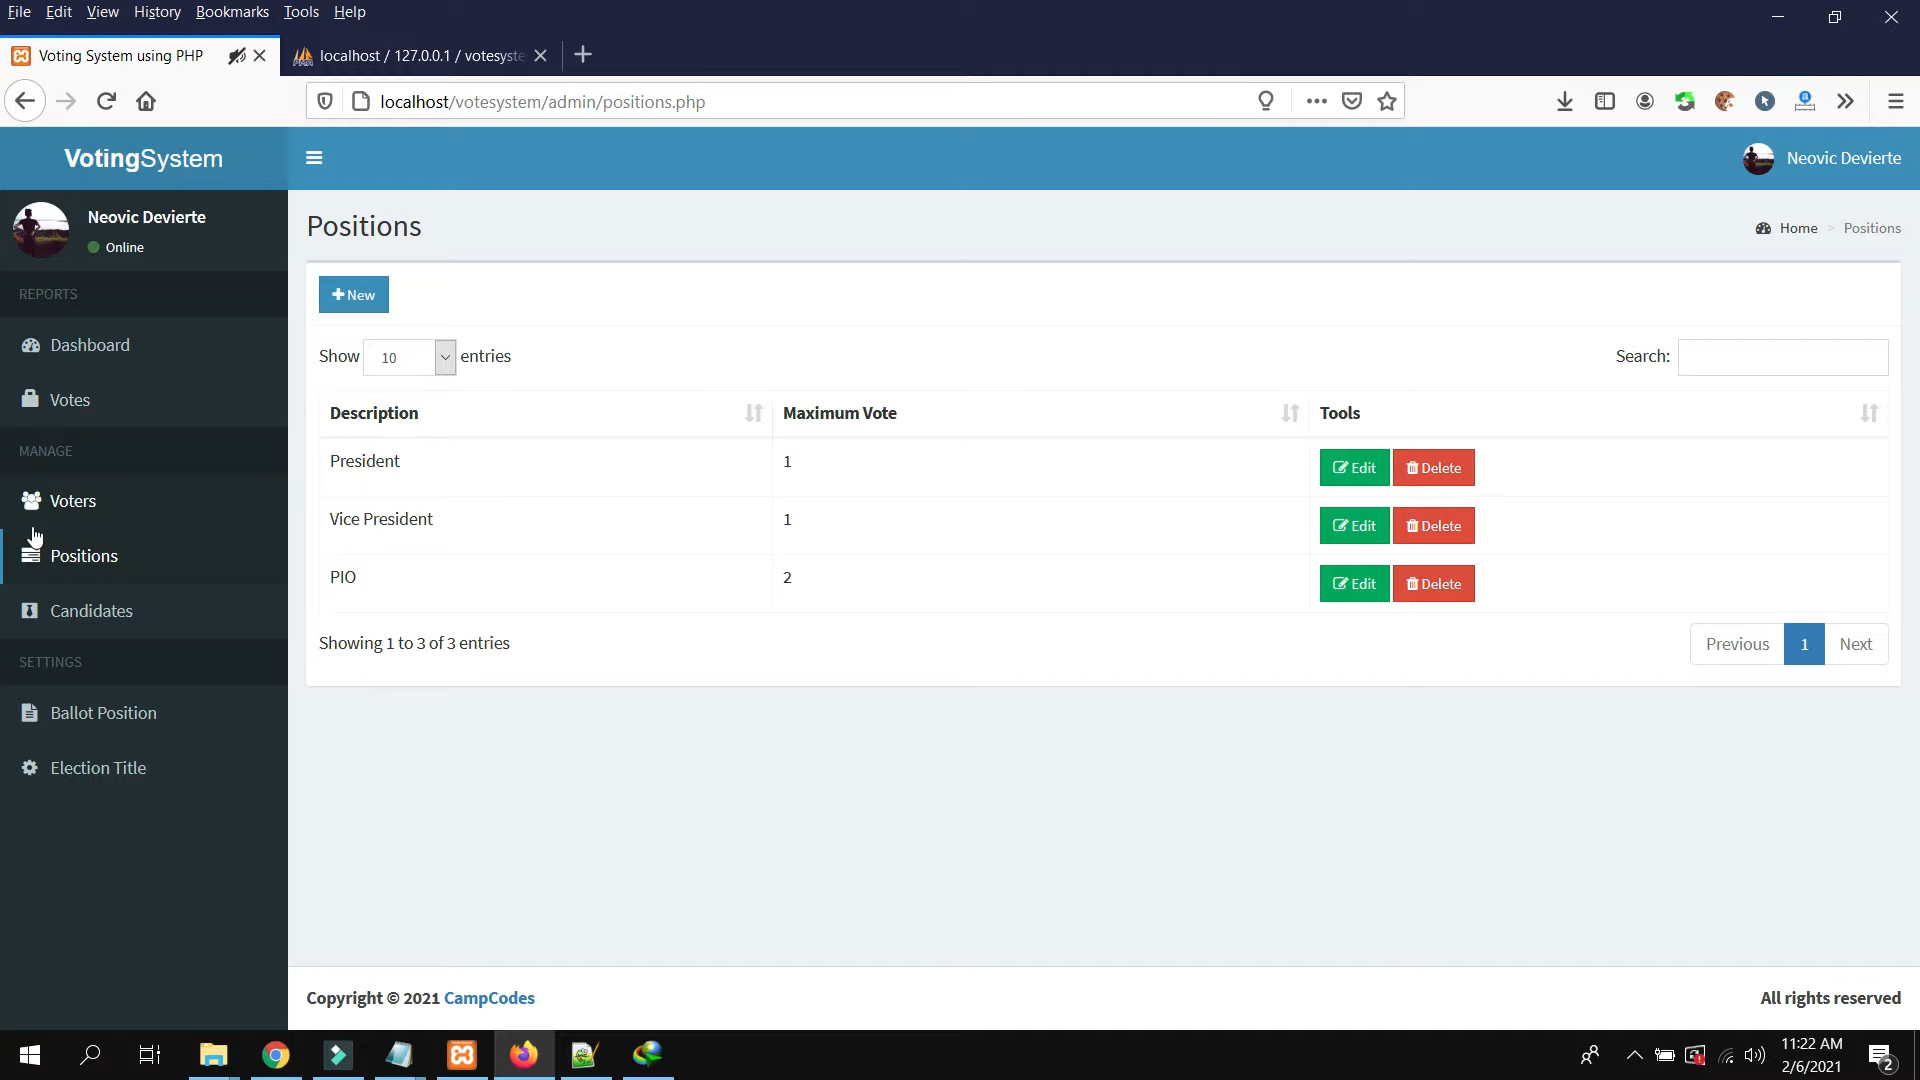 File Edit View History Bookmarks Tools Help
Voting System using PHP
localhost / 127.0.0.1 / votesyste
localhost/votesystem/admin/positions.php
VotingSystem
Neovic Devierte
Neovic Devierte
Online
REPORTS
Dashboard
Votes
MANAGE
Voters
Positions
Candidates
SETTINGS
Ballot Position
Election Title
Positions
Home > Positions
New
Show 10 entries
Search:
Description Maximum Vote Tools
President 1 Edit Delete
Vice President 1 Edit Delete
PIO 2 Edit Delete
Showing 1 to 3 of 3 entries
Previous 1 Next
Copyright © 2021 CampCodes
All rights reserved
11:22 AM
2/6/2021
2